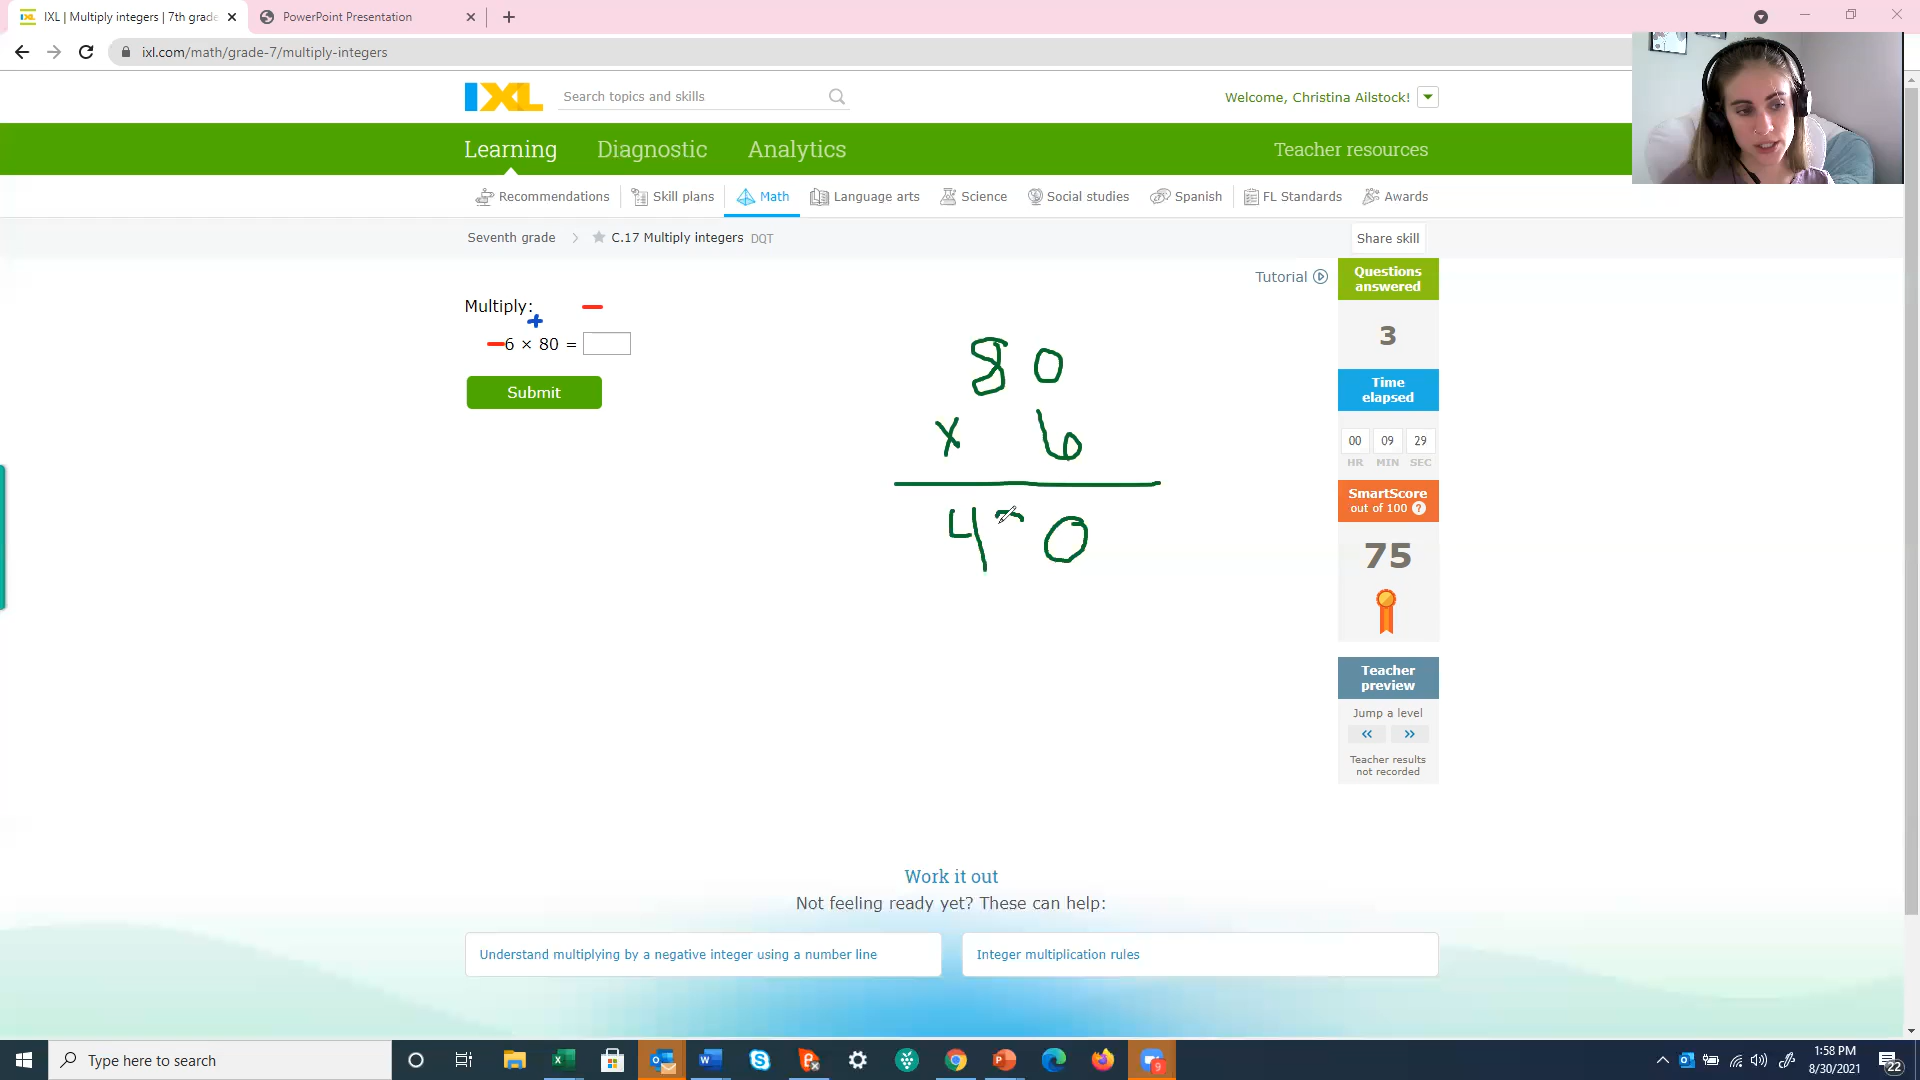 IXL | Multiply integers | 7th grade
PowerPoint Presentation
ixl.com/math/grade-7/multiply-integers
IXL
Search topics and skills
Welcome, Christina Ailstock!
Learning
Diagnostic
Analytics
Teacher resources
Recommendations
Skill plans
Math
Language arts
Science
Social studies
Spanish
FL Standards
Awards
Seventh grade > C.17 Multiply integers DQT
Share skill
Tutorial
Multiply:
+ −
−6 × 80 =
Submit
80
x 6
4 0
Questions
answered
3
Time
elapsed
00 09 29
HR MIN SEC
SmartScore
out of 100 ?
75
Teacher
preview
Jump a level
Teacher results
not recorded
Work it out
Not feeling ready yet? These can help:
Understand multiplying by a negative integer using a number line
Integer multiplication rules
Type here to search
9
1:58 PM
8/30/2021
22